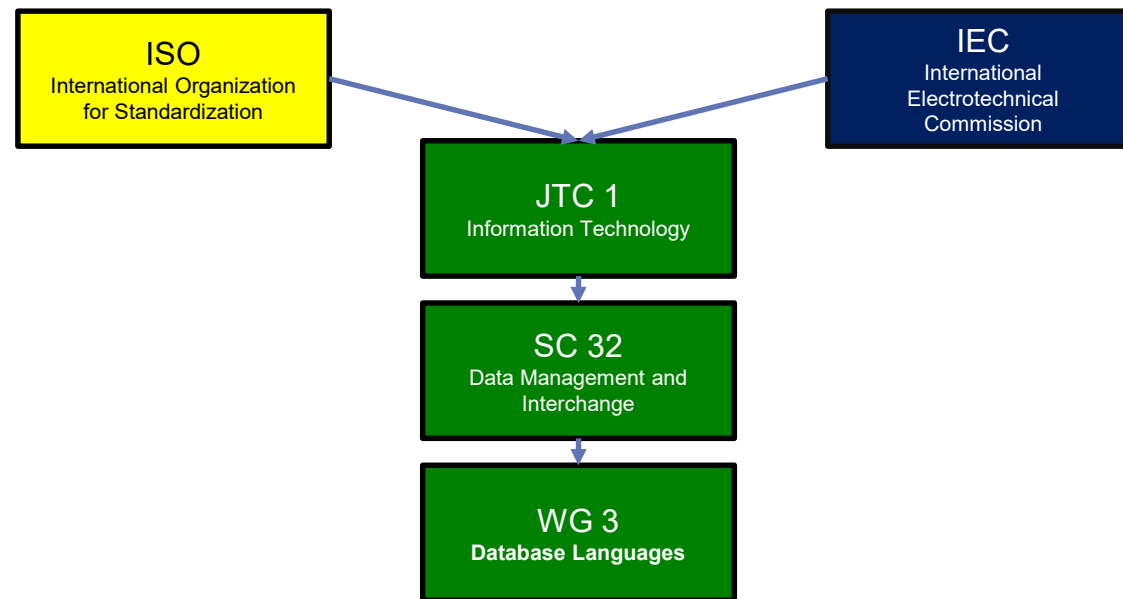 ISO
International Organization
for Standardization
IEC
International
Electrotechnical
Commission
JTC 1
Information Technology
SC 32
Data Management and
Interchange
WG 3
Database Languages